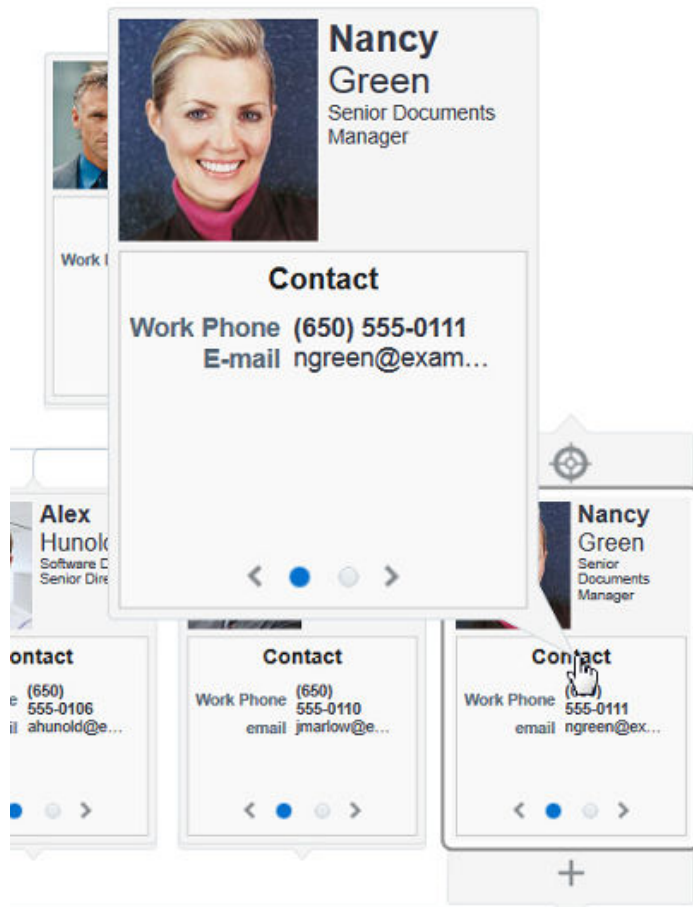 Nancy
Green
Senior Documents
Manager
Work
Contact
Work Phone (650) 555-0111
E-mail ngreen@exam...
Alex
Software
Senior
Nancy
Green
Senior
Documents
Manager
Contact
(650)
555-0106
ahunold@e...
Contact
Work Phone (650)
555-0110
email jmarlow@e...
Contact
Work Phone (650)
555-0111
email ngreen@ex...